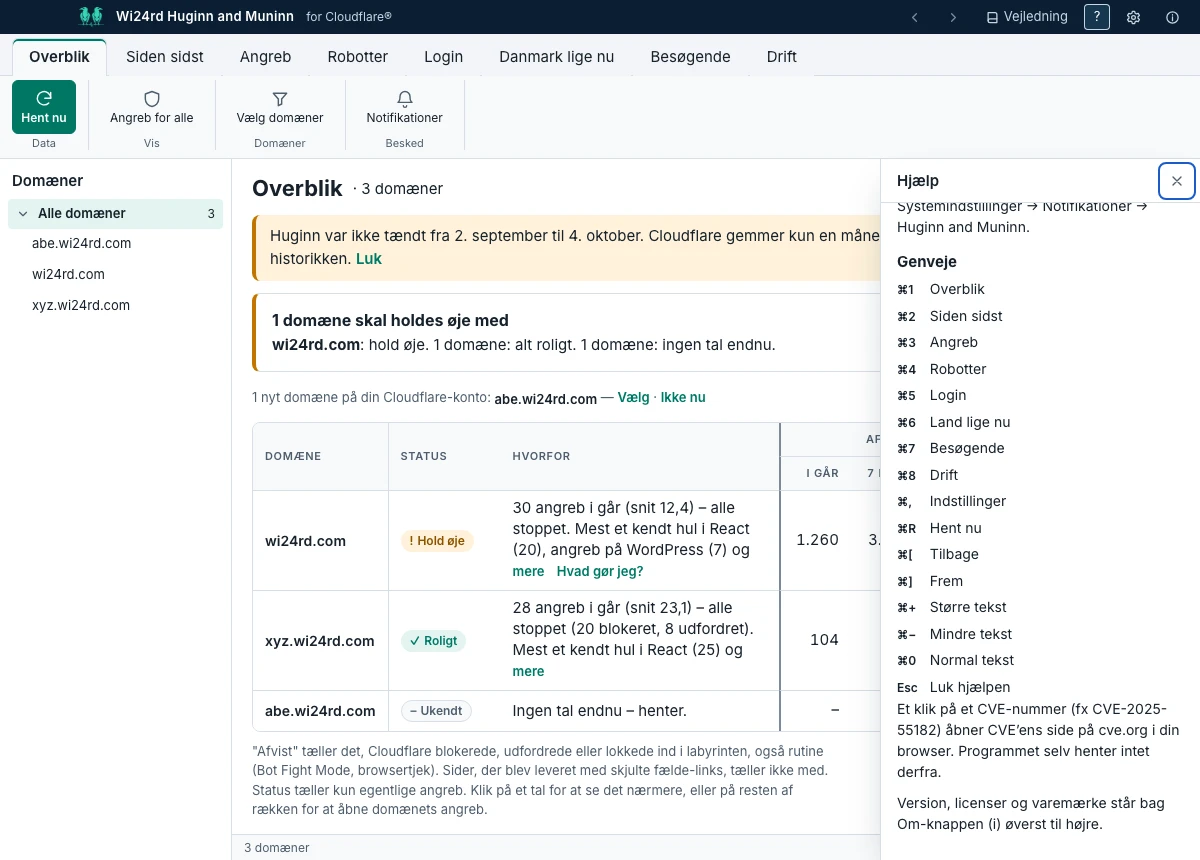 Wi24rd Huginn and Muninn for Cloudflare®
Vejledning ?
Overblik Siden sidst Angreb Robotter Login Danmark lige nu Besøgende Drift
Hent nu Angreb for alle Vælg domæner Notifikationer
Data Vis Domæner Besked
Domæner
Alle domæner 3
abe.wi24rd.com
wi24rd.com
xyz.wi24rd.com
Overblik · 3 domæner
Huginn var ikke tændt fra 2. september til 4. oktober. Cloudflare gemmer kun en måne
historikken. Luk
1 domæne skal holdes øje med
wi24rd.com: hold øje. 1 domæne: alt roligt. 1 domæne: ingen tal endnu.
1 nyt domæne på din Cloudflare-konto: abe.wi24rd.com — Vælg · Ikke nu
DOMÆNE STATUS HVORFOR
I GÅR 7
wi24rd.com
! Hold øje
30 angreb i går (snit 12,4) – alle
stoppet. Mest et kendt hul i React
(20), angreb på WordPress (7) og
mere Hvad gør jeg?
1.260 3.
xyz.wi24rd.com
✓ Roligt
28 angreb i går (snit 23,1) – alle
stoppet (20 blokeret, 8 udfordret).
Mest et kendt hul i React (25) og
mere
104
abe.wi24rd.com
– Ukendt
Ingen tal endnu – henter.
–
"Afvist" tæller det, Cloudflare blokerede, udfordrede eller lokkede ind i labyrinten, også rutine
(Bot Fight Mode, browsertjek). Sider, der blev leveret med skjulte fælde-links, tæller ikke med.
Status tæller kun egentlige angreb. Klik på et tal for at se det nærmere, eller på resten af
rækken for at åbne domænets angreb.
3 domæner
Hjælp
Systemindstillinger → Notifikationer →
Huginn and Muninn.
Genveje
⌘1 Overblik
⌘2 Siden sidst
⌘3 Angreb
⌘4 Robotter
⌘5 Login
⌘6 Land lige nu
⌘7 Besøgende
⌘8 Drift
⌘, Indstillinger
⌘R Hent nu
⌘[ Tilbage
⌘] Frem
⌘+ Større tekst
⌘− Mindre tekst
⌘0 Normal tekst
Esc Luk hjælpen
Et klik på et CVE-nummer (fx CVE-2025-
55182) åbner CVE’ens side på cve.org i din
browser. Programmet selv henter intet
derfra.
Version, licenser og varemærke står bag
Om-knappen (i) øverst til højre.